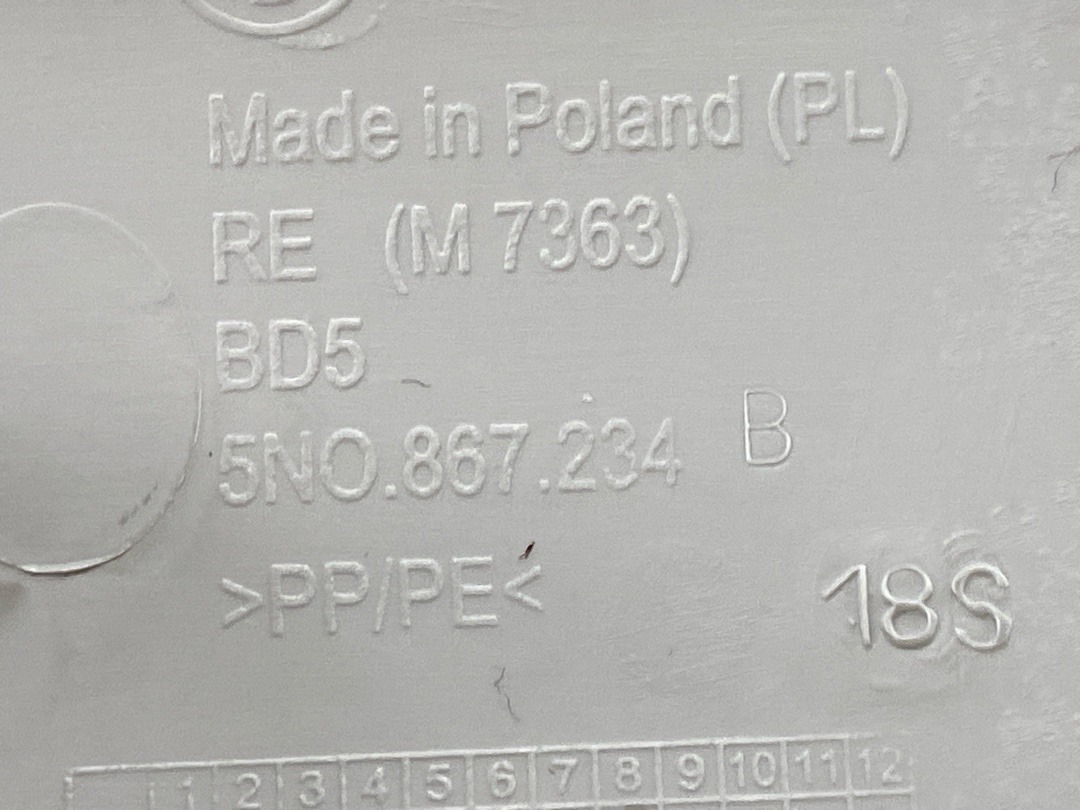 Made in Poland (PL)
RE (M 7363)
BD5
5NO.867.234 B
>PP/PE<
18S
1 2 3 4 5 6 7 8 9 10 11 12